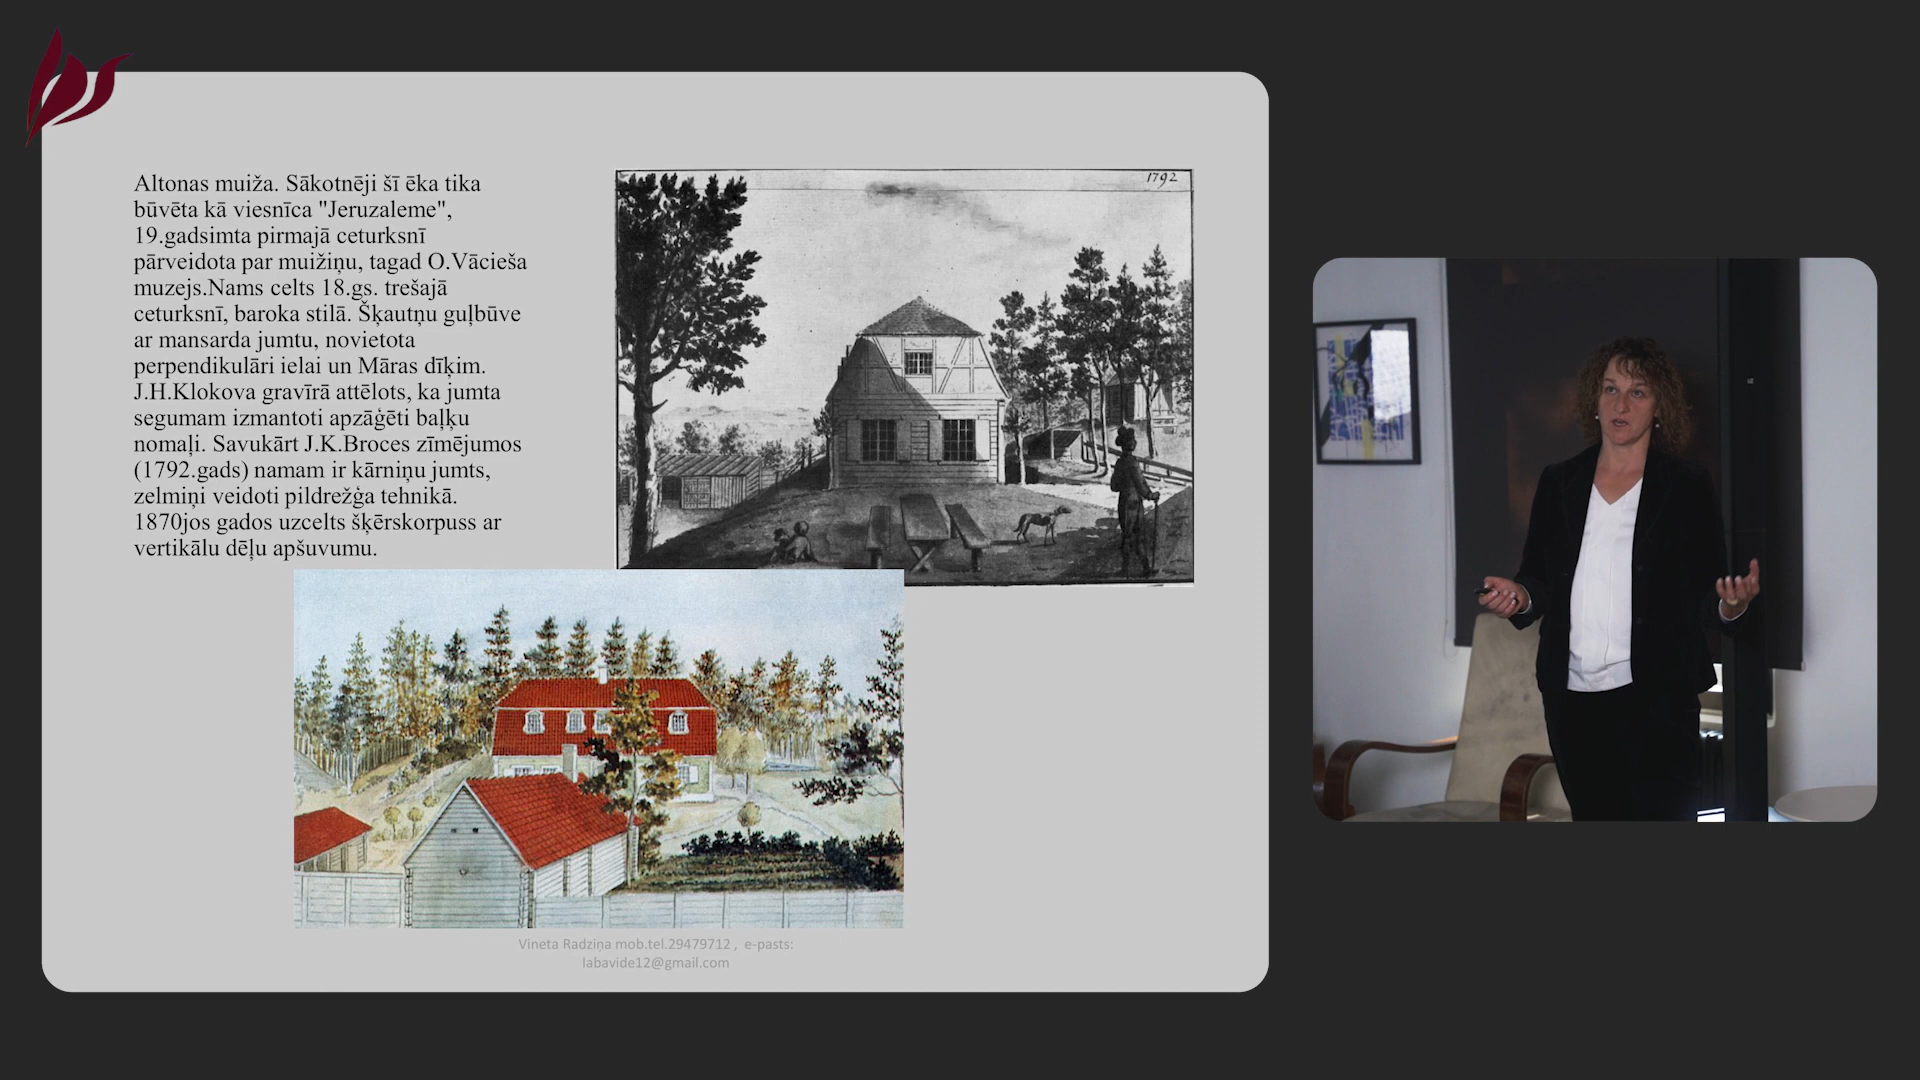 Altonas muiža. Sākotnēji šī ēka tika
būvēta kā viesnīca "Jeruzaleme",
19.gadsimta pirmajā ceturksnī
pārveidota par muižiņu, tagad O.Vācieša
muzejs.Nams celts 18.gs. trešajā
ceturksnī, baroka stilā. Šķautņu guļbūve
ar mansarda jumtu, novietota
perpendikulāri ielai un Māras dīķim.
J.H.Klokova gravīrā attēlots, ka jumta
segumam izmantoti apzāģēti baļķu
nomaļi. Savukārt J.K.Broces zīmējumos
(1792.gads) namam ir kārniņu jumts,
zelmiņi veidoti pildrežģa tehnikā.
1870jos gados uzcelts šķērskorpuss ar
vertikālu dēļu apšuvumu.
1792
Vineta Radziņa mob.tel.29479712 , e-pasts:
labavide12@gmail.com